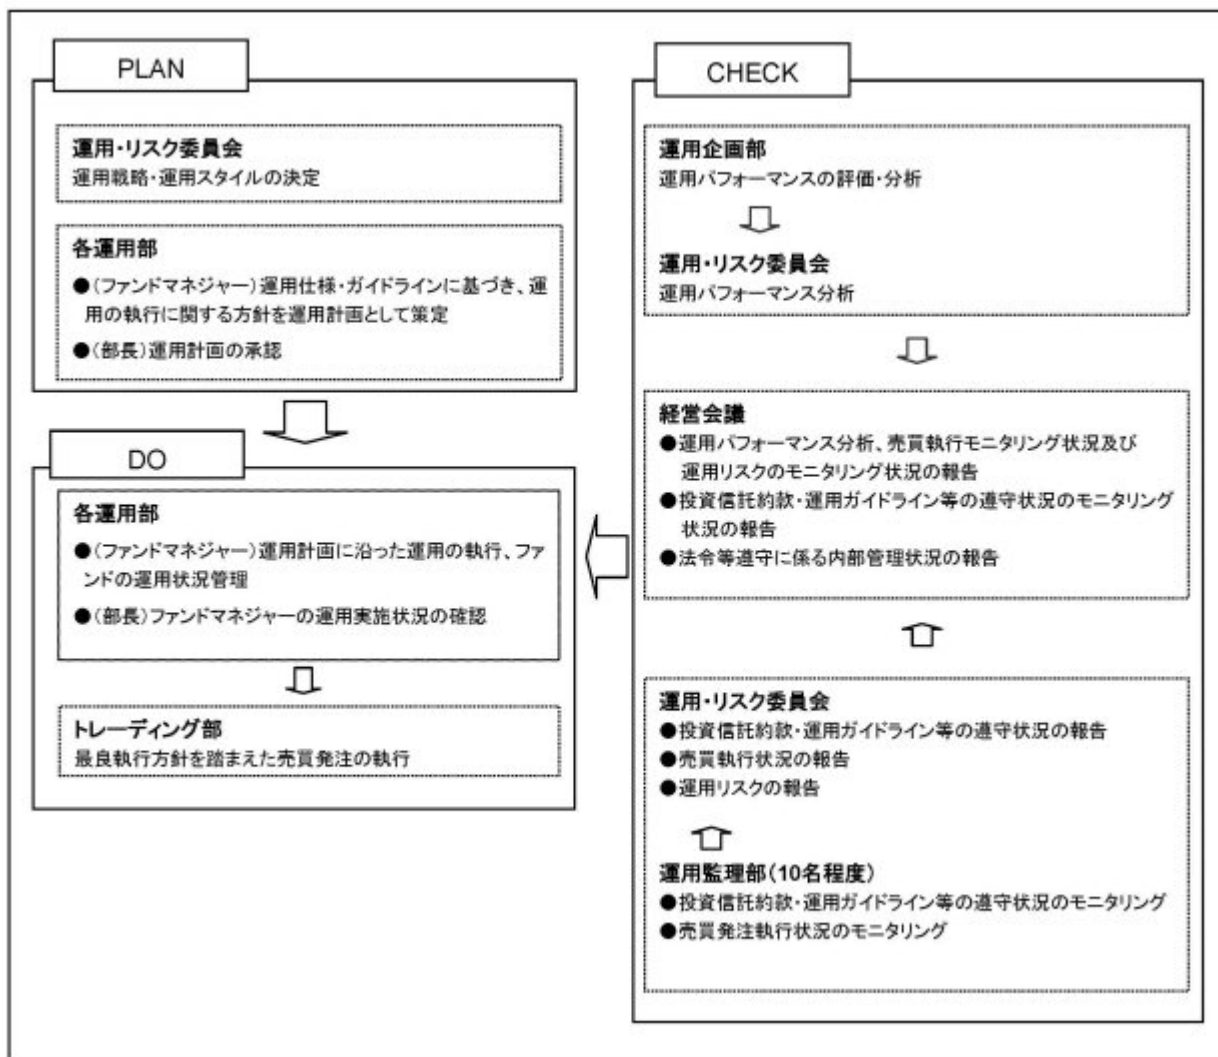 PLAN
運用・リスク委員会
運用戦略・運用スタイルの決定
各運用部
●(ファンドマネジャー)運用仕様・ガイドラインに基づき、運
用の執行に関する方針を運用計画として策定
●(部長)運用計画の承認
DO
各運用部
●(ファンドマネジャー)運用計画に沿った運用の執行、ファ
ンドの運用状況管理
●(部長)ファンドマネジャーの運用実施状況の確認
トレーディング部
最良執行方針を踏まえた売買発注の執行
CHECK
運用企画部
運用パフォーマンスの評価・分析
運用・リスク委員会
運用パフォーマンス分析
経営会議
●運用パフォーマンス分析、売買執行モニタリング状況及び
運用リスクのモニタリング状況の報告
●投資信託約款・運用ガイドライン等の遵守状況のモニタリング
状況の報告
●法令等遵守に係る内部管理状況の報告
運用・リスク委員会
●投資信託約款・運用ガイドライン等の遵守状況の報告
●売買執行状況の報告
●運用リスクの報告
運用監理部(10名程度)
●投資信託約款・運用ガイドライン等の遵守状況のモニタリング
●売買発注執行状況のモニタリング